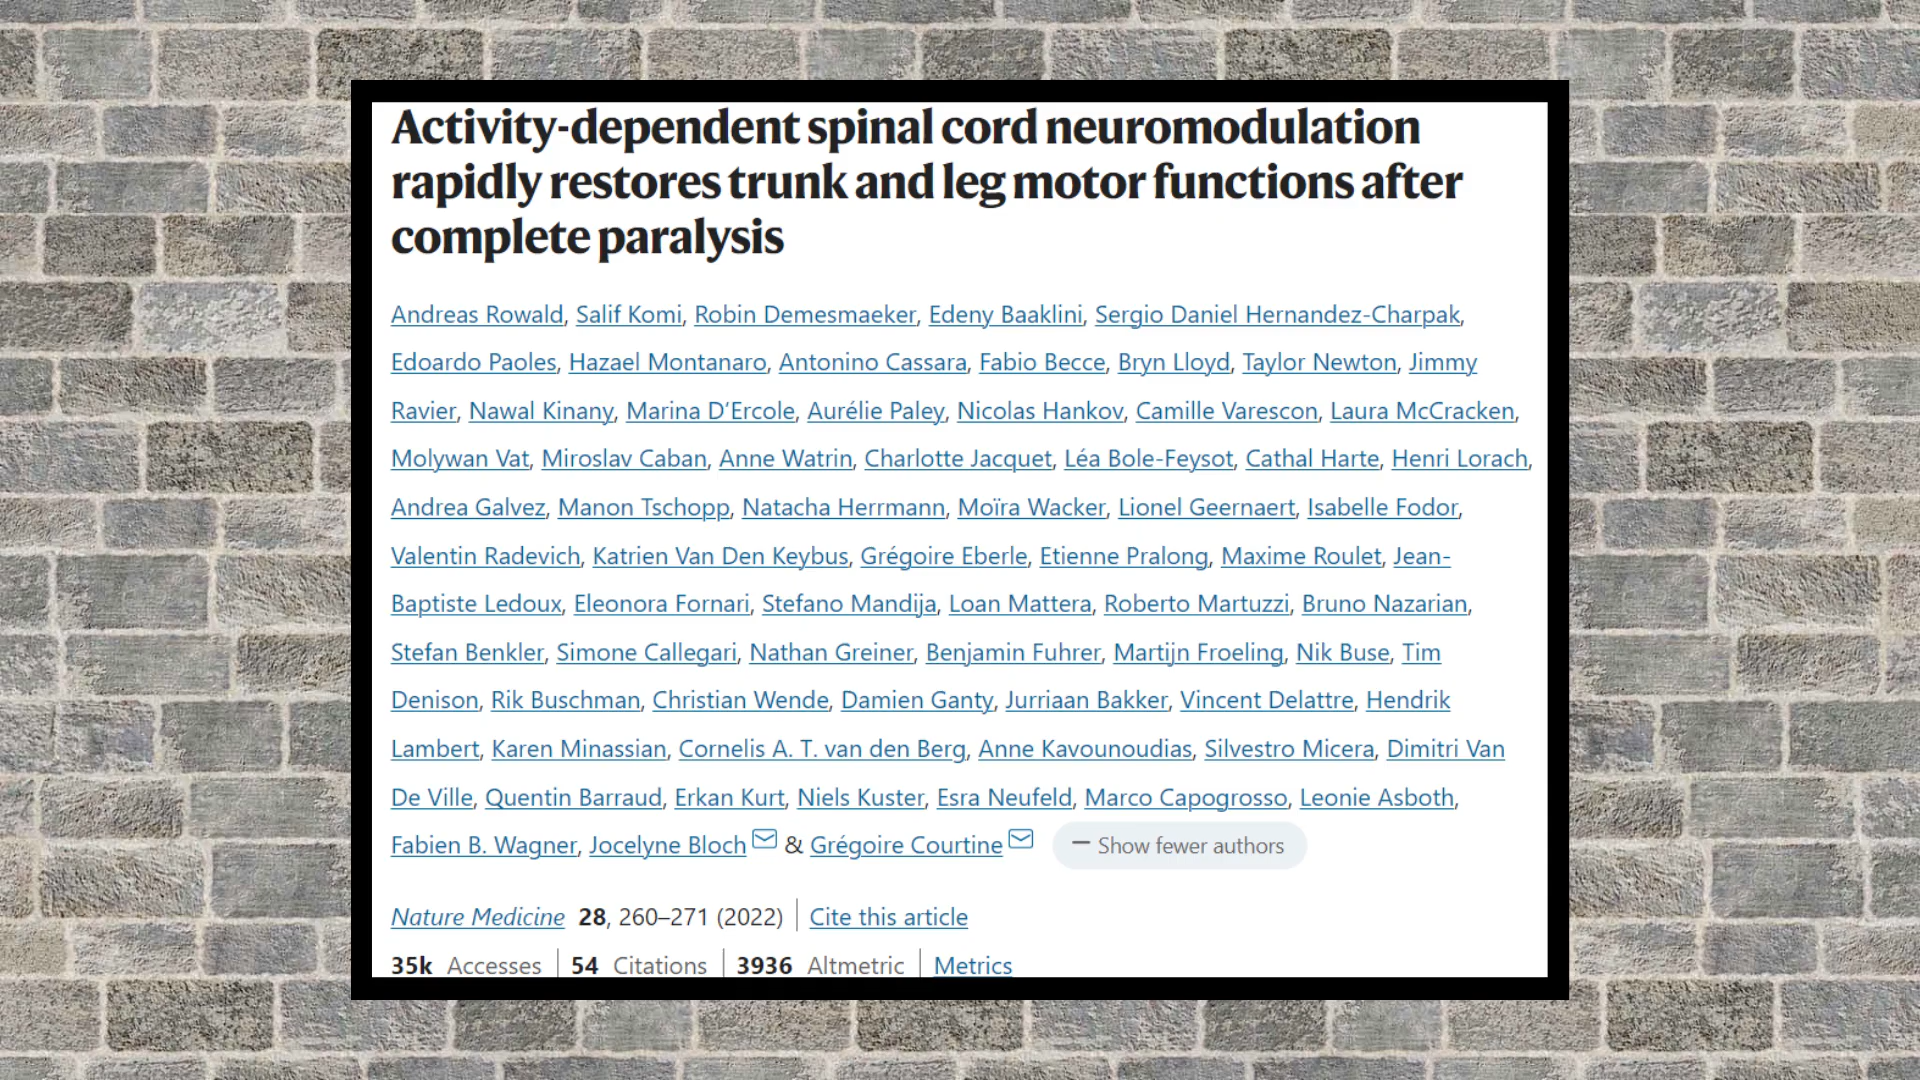 Activity-dependent spinal cord neuromodulation
rapidly restores trunk and leg motor functions after
complete paralysis
Andreas Rowald, Salif Komi, Robin Demesmaeker, Edeny Baaklini, Sergio Daniel Hernandez-Charpak,
Edoardo Paoles, Hazael Montanaro, Antonino Cassara, Fabio Becce, Bryn Lloyd, Taylor Newton, Jimmy
Ravier, Nawal Kinany, Marina D’Ercole, Aurélie Paley, Nicolas Hankov, Camille Varescon, Laura McCracken,
Molywan Vat, Miroslav Caban, Anne Watrin, Charlotte Jacquet, Léa Bole-Feysot, Cathal Harte, Henri Lorach,
Andrea Galvez, Manon Tschopp, Natacha Herrmann, Moïra Wacker, Lionel Geernaert, Isabelle Fodor,
Valentin Radevich, Katrien Van Den Keybus, Grégoire Eberle, Etienne Pralong, Maxime Roulet, Jean-
Baptiste Ledoux, Eleonora Fornari, Stefano Mandija, Loan Mattera, Roberto Martuzzi, Bruno Nazarian,
Stefan Benkler, Simone Callegari, Nathan Greiner, Benjamin Fuhrer, Martijn Froeling, Nik Buse, Tim
Denison, Rik Buschman, Christian Wende, Damien Ganty, Jurriaan Bakker, Vincent Delattre, Hendrik
Lambert, Karen Minassian, Cornelis A. T. van den Berg, Anne Kavounoudias, Silvestro Micera, Dimitri Van
De Ville, Quentin Barraud, Erkan Kurt, Niels Kuster, Esra Neufeld, Marco Capogrosso, Leonie Asboth,
Fabien B. Wagner, Jocelyne Bloch & Grégoire Courtine — Show fewer authors
Nature Medicine 28, 260–271 (2022) | Cite this article
35k Accesses | 54 Citations | 3936 Altmetric | Metrics